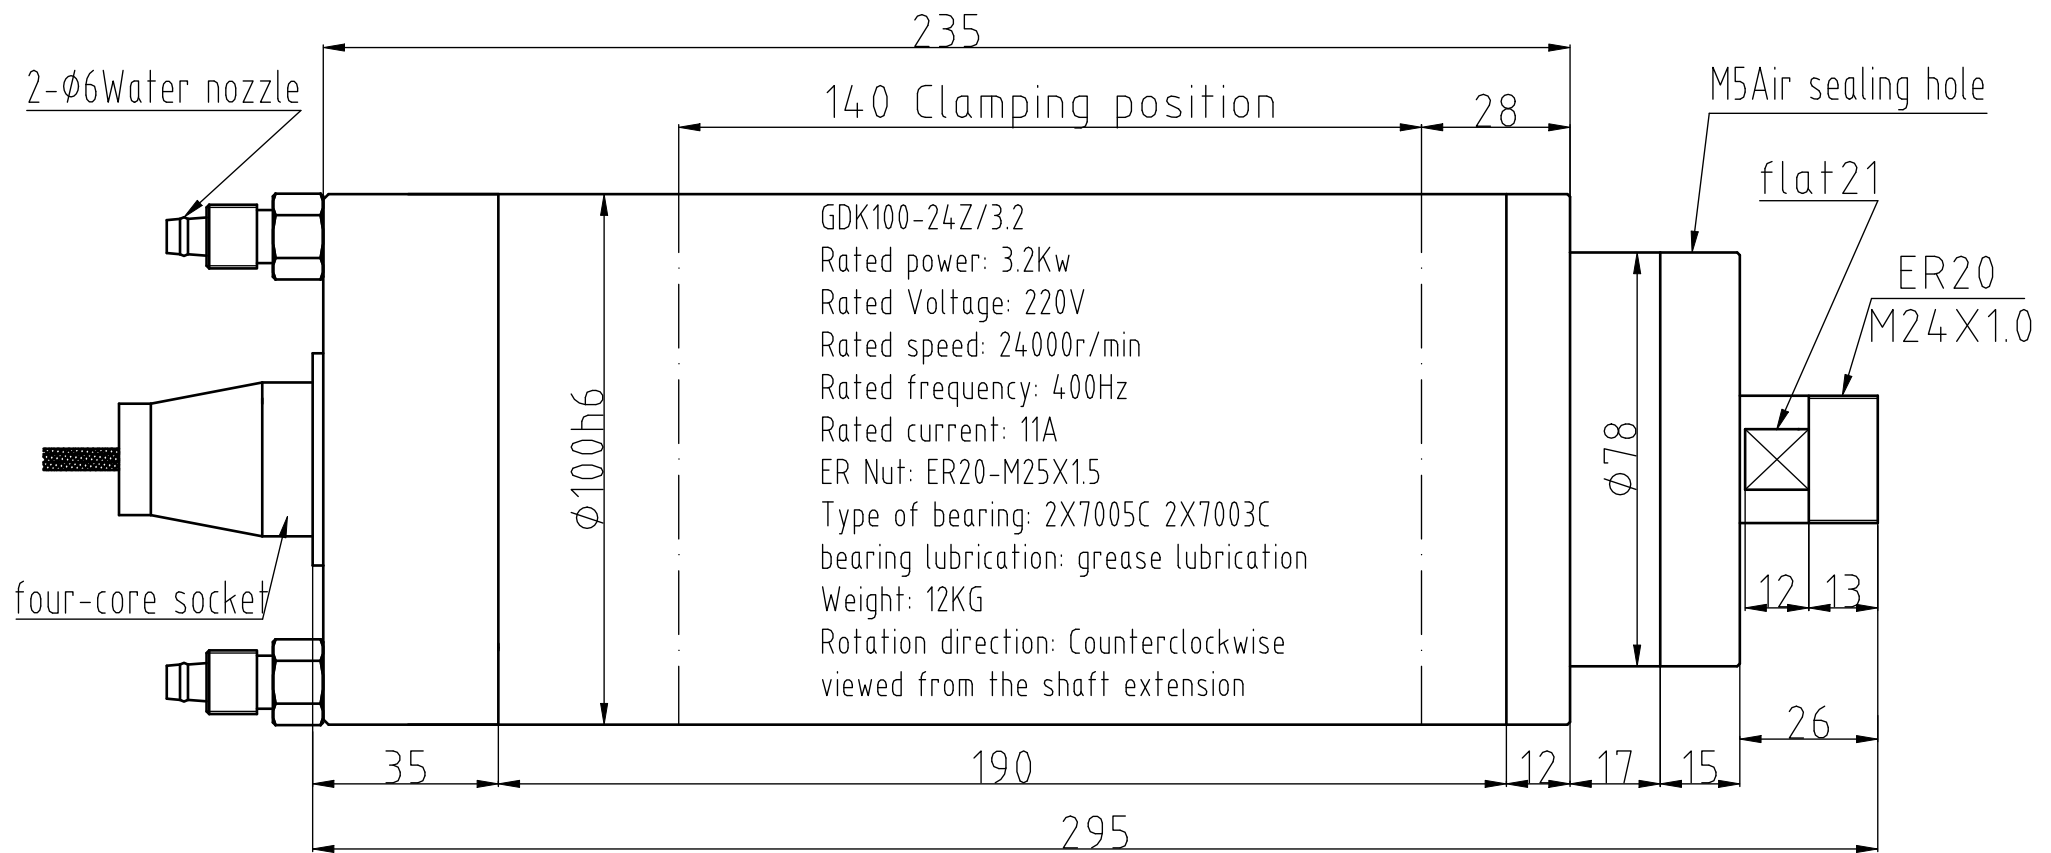 235
2-ϕ6Water nozzle
140 Clamping position
28
M5Air sealing hole
flat21
ER20
M24X1.0
GDK100-24Z/3.2
Rated power: 3.2Kw
Rated Voltage: 220V
Rated speed: 24000r/min
Rated frequency: 400Hz
Rated current: 11A
ER Nut: ER20-M25X1.5
Type of bearing: 2X7005C 2X7003C
bearing lubrication: grease lubrication
Weight: 12KG
Rotation direction: Counterclockwise
viewed from the shaft extension
ϕ100h6
ϕ78
four-core socket
12
13
26
35
190
12
17
15
295